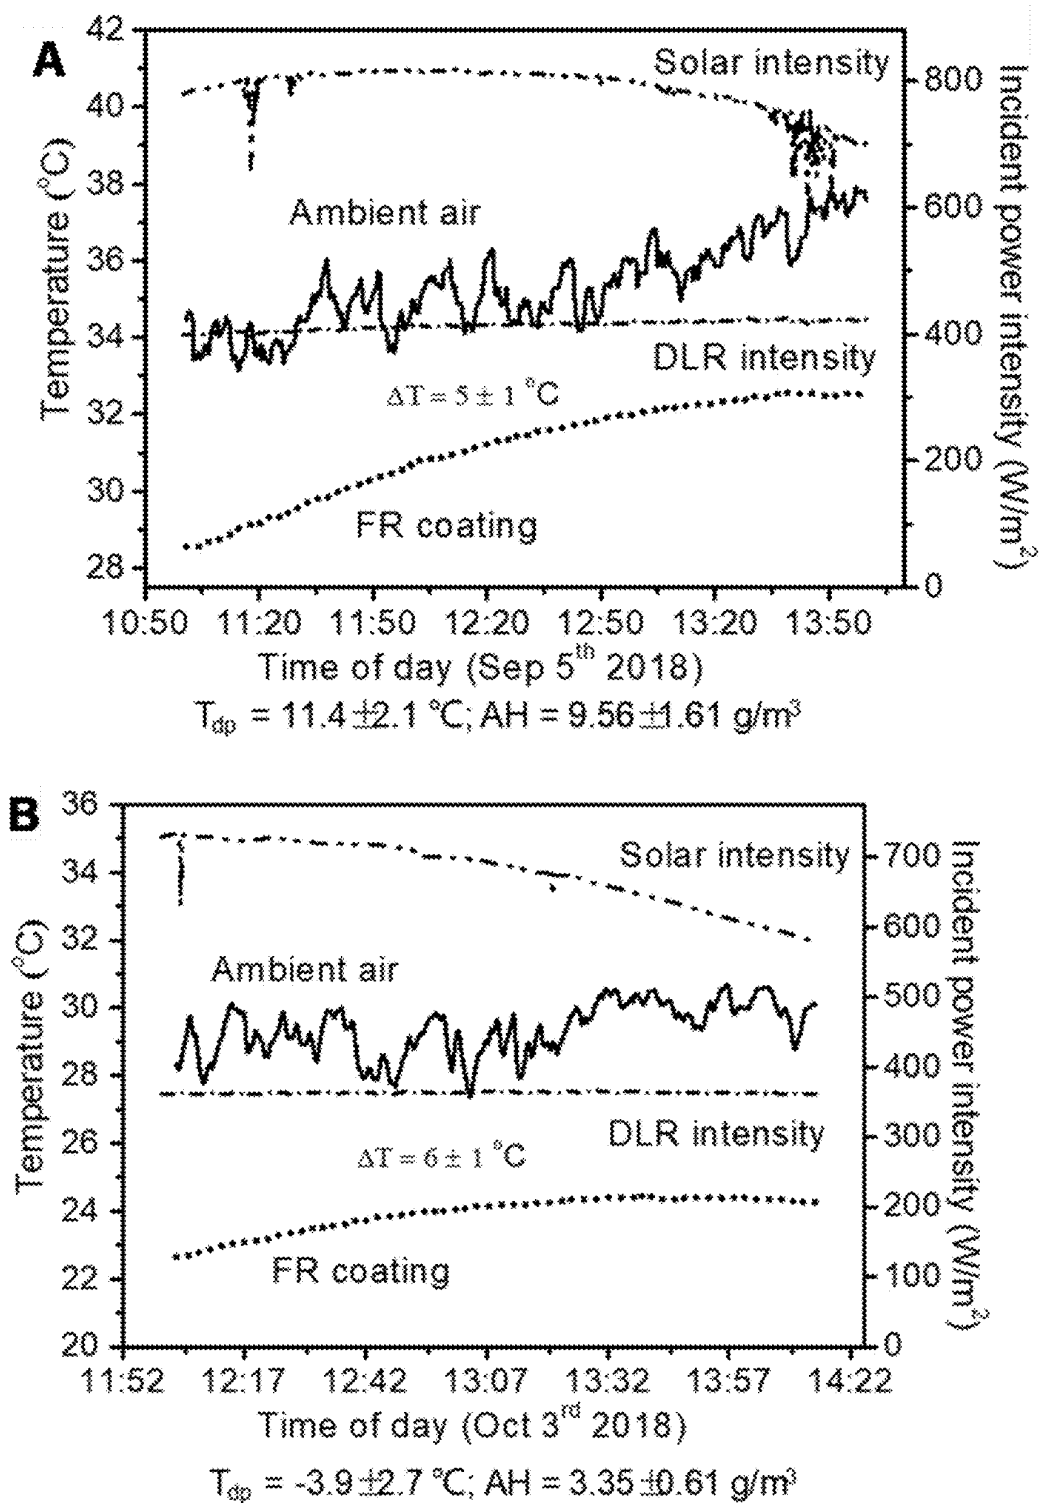 A
42
40
38
36
34
32
30
28
Temperature (°C)
Solar intensity
Ambient air
DLR intensity
ΔT = 5 ± 1 °C
FR coating
800
600
400
200
0
Incident power intensity (W/m²)
10:50 11:20 11:50 12:20 12:50 13:20 13:50
Time of day (Sep 5th 2018)
Tdp = 11.4±2.1 °C; AH = 9.56±1.61 g/m³
B
36
34
32
30
28
26
24
22
20
Temperature (°C)
Solar intensity
Ambient air
DLR intensity
ΔT = 6 ± 1 °C
FR coating
700
600
500
400
300
200
100
0
Incident power intensity (W/m²)
11:52 12:17 12:42 13:07 13:32 13:57 14:22
Time of day (Oct 3rd 2018)
Tdp = -3.9±2.7 °C; AH = 3.35±0.61 g/m³